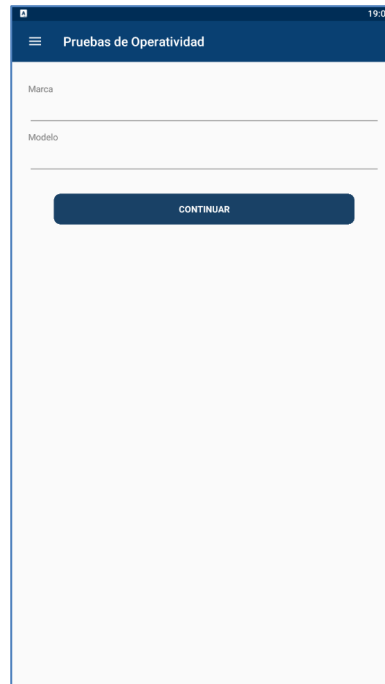 A 19:0
Pruebas de Operatividad
Marca
Modelo
CONTINUAR